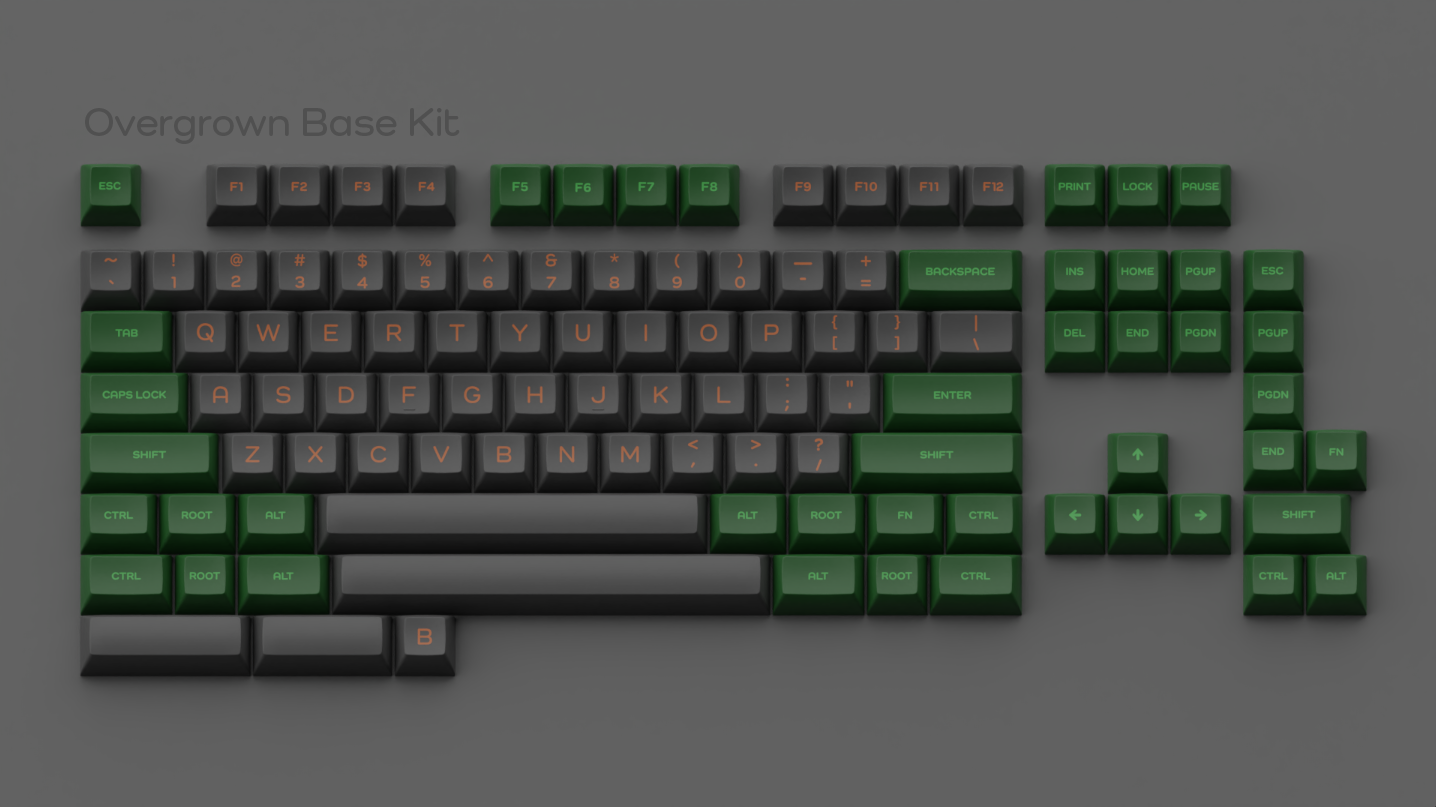 Overgrown Base Kit
ESC F1 F2 F3 F4 F5 F6 F7 F8 F9 F10 F11 F12 PRINT LOCK PAUSE
~ ! @ # $ % ^ & * ( ) — +
` 1 2 3 4 5 6 7 8 9 0 - = BACKSPACE INS HOME PGUP ESC
TAB Q W E R T Y U I O P { } | DEL END PGDN PGUP
[ ] \
CAPS LOCK A S D F G H J K L : " ENTER PGDN
; '
SHIFT Z X C V B N M < > ? SHIFT ↑ END FN
, . /
CTRL ROOT ALT ALT ROOT FN CTRL ← ↓ → SHIFT
CTRL ROOT ALT ALT ROOT CTRL CTRL ALT
B